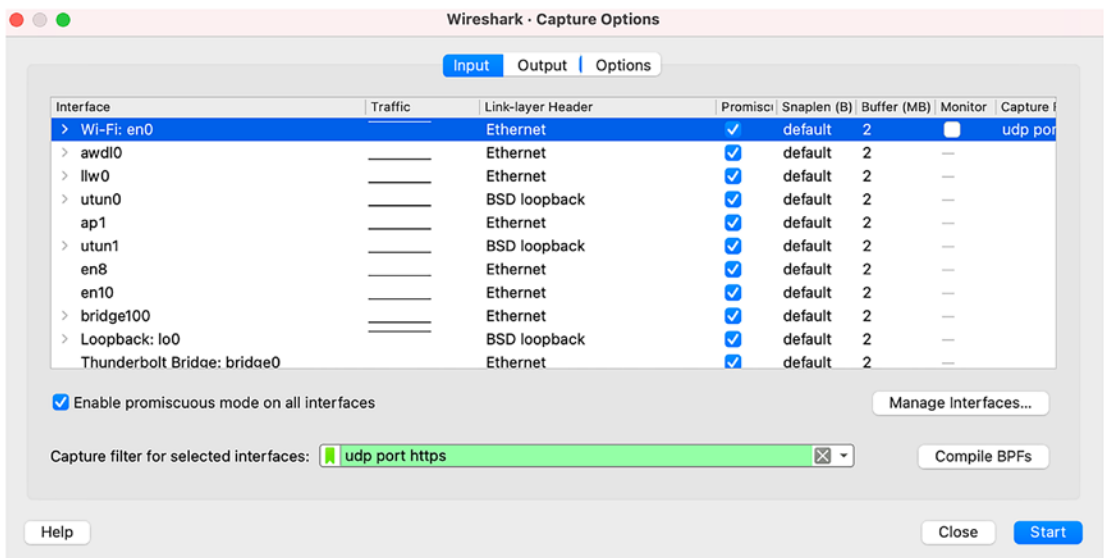 Wireshark · Capture Options
Input Output Options
Interface Traffic Link-layer Header Promisci Snaplen (B) Buffer (MB) Monitor Capture F
Wi-Fi: en0 Ethernet default 2 udp por
awdl0 Ethernet default 2 —
llw0 Ethernet default 2 —
utun0 BSD loopback default 2 —
ap1 Ethernet default 2 —
utun1 BSD loopback default 2 —
en8 Ethernet default 2 —
en10 Ethernet default 2 —
bridge100 Ethernet default 2 —
Loopback: lo0 BSD loopback default 2 —
Thunderbolt Bridge: bridge0 Ethernet default 2 —
Enable promiscuous mode on all interfaces Manage Interfaces...
Capture filter for selected interfaces: udp port https Compile BPFs
Help Close Start